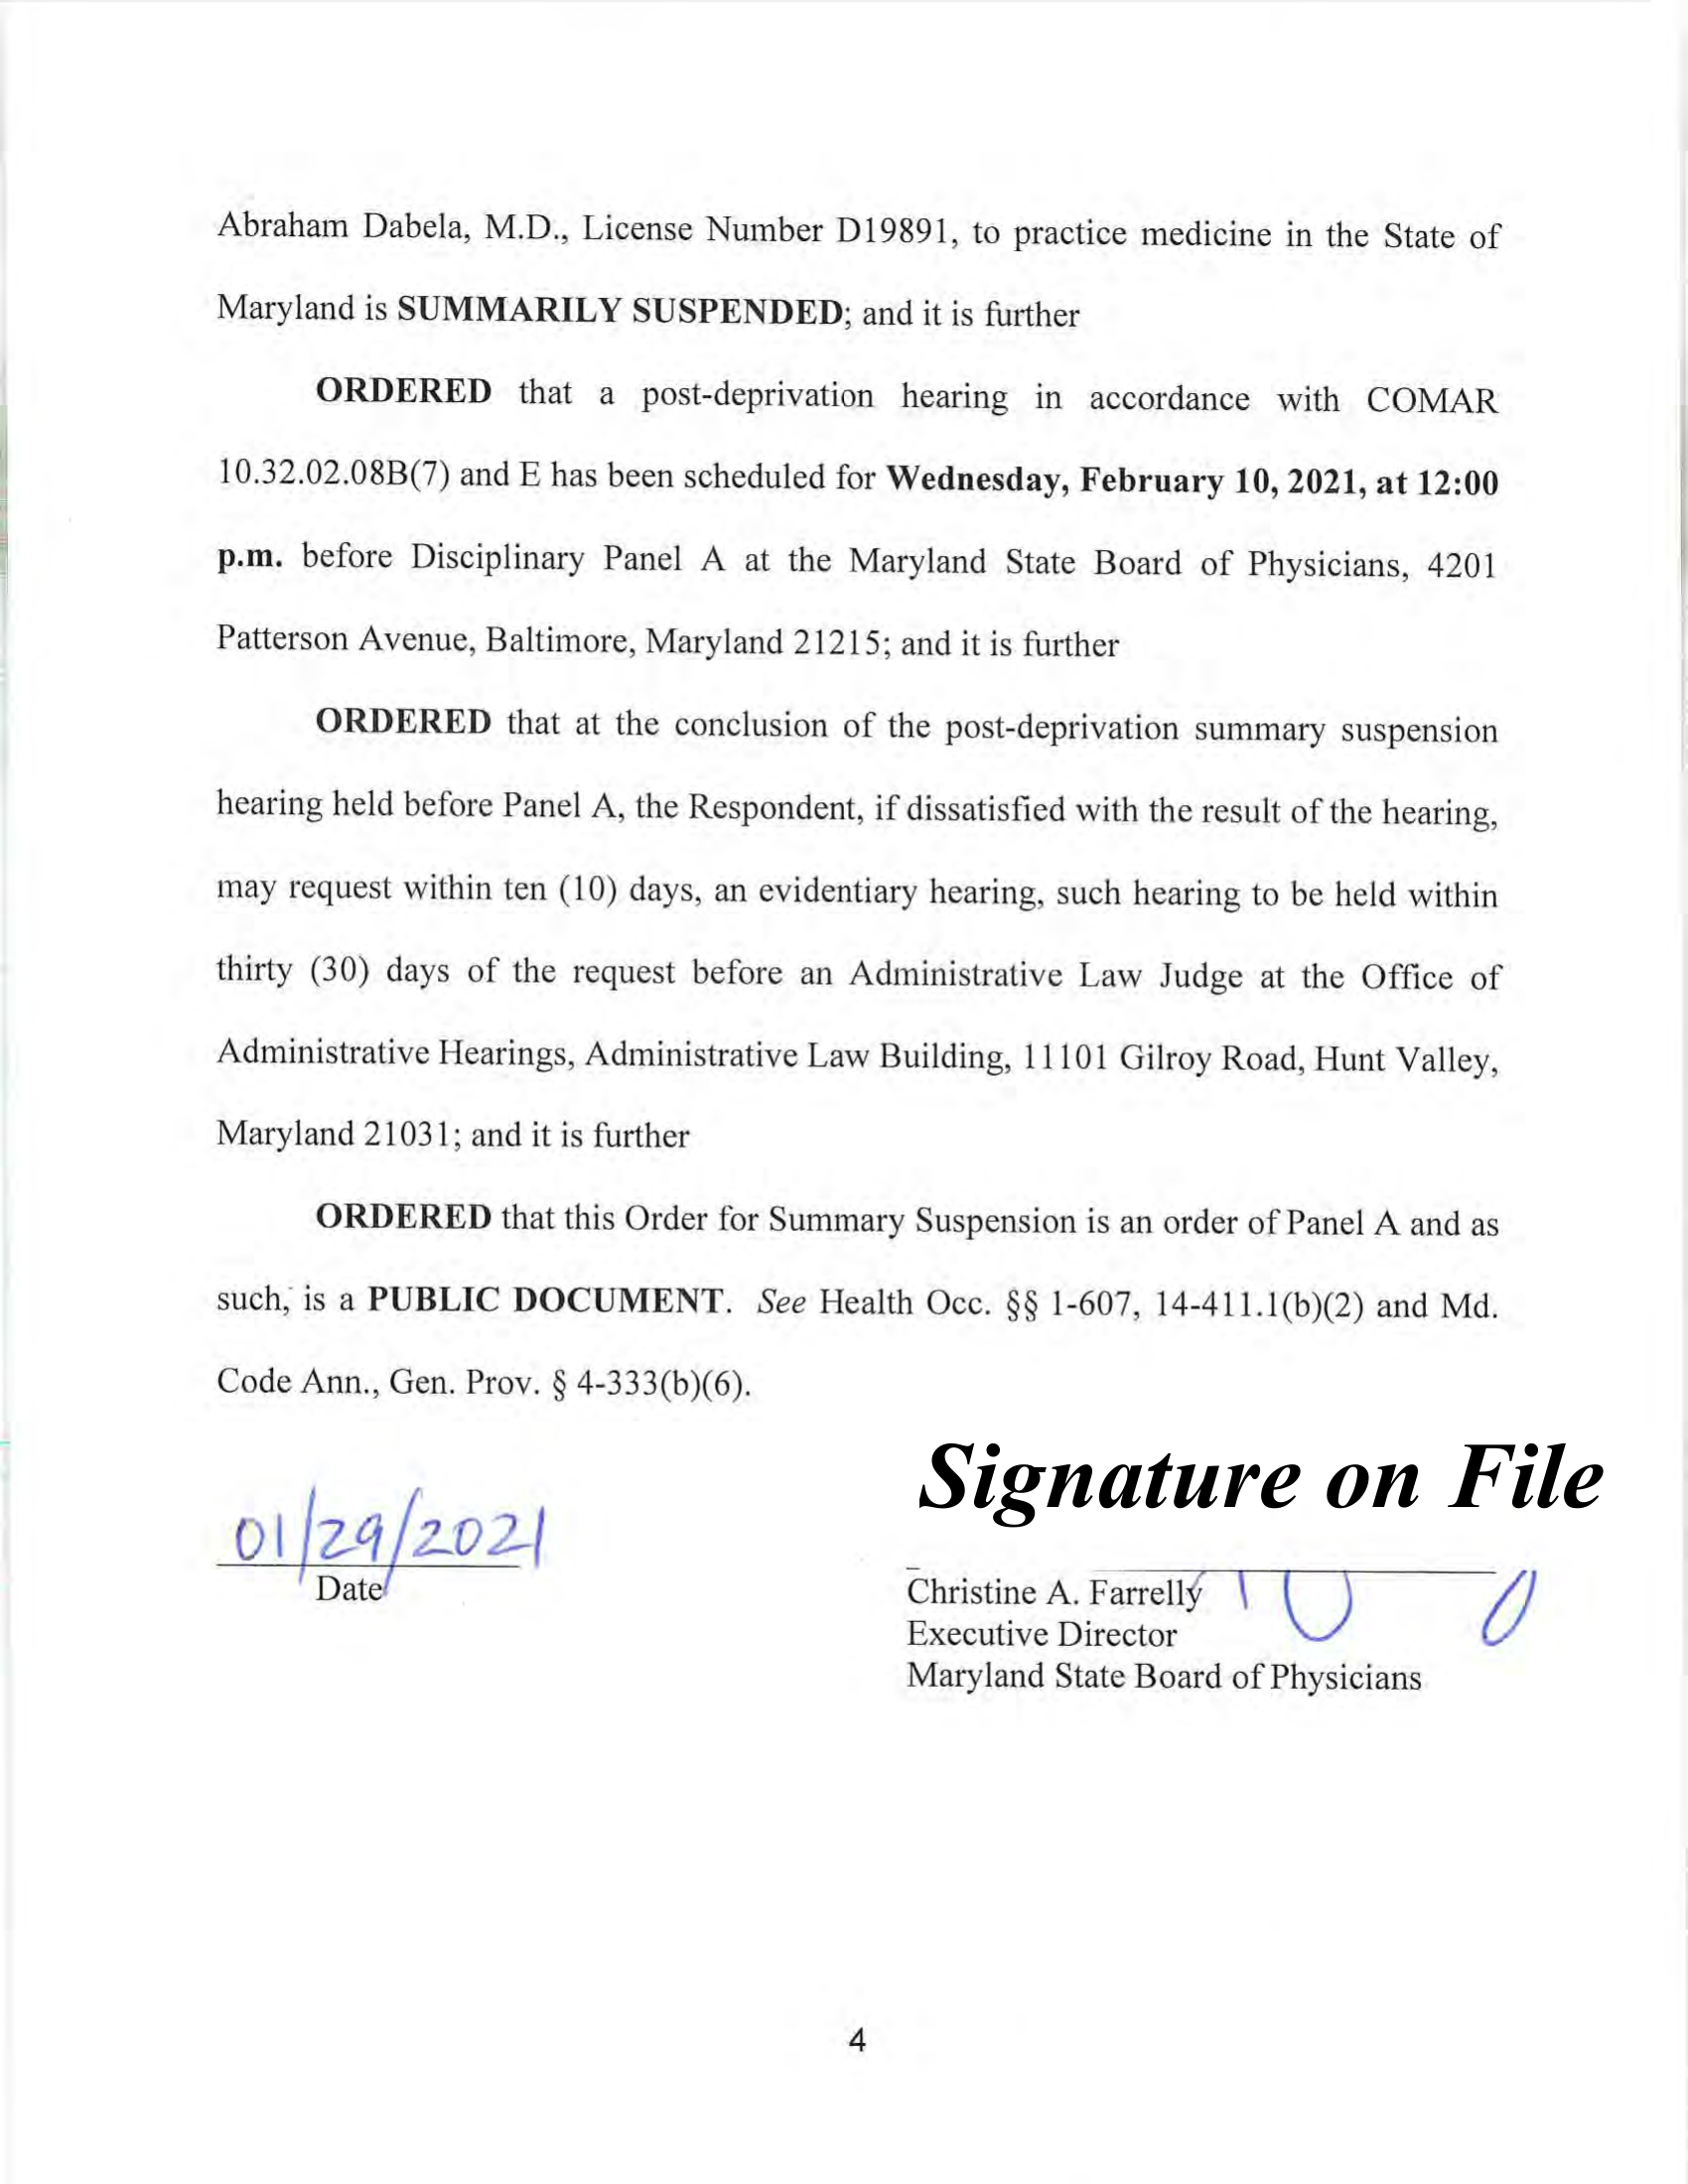 Abraham Dabela, M.D., License Number D19891, to practice medicine in the State of
Maryland is SUMMARILY SUSPENDED; and it is further
ORDERED that a post-deprivation hearing in accordance with COMAR
10.32.02.08B(7) and E has been scheduled for Wednesday, February 10, 2021, at 12:00
p.m. before Disciplinary Panel A at the Maryland State Board of Physicians, 4201
Patterson Avenue, Baltimore, Maryland 21215; and it is further
ORDERED that at the conclusion of the post-deprivation summary suspension
hearing held before Panel A, the Respondent, if dissatisfied with the result of the hearing,
may request within ten (10) days, an evidentiary hearing, such hearing to be held within
thirty (30) days of the request before an Administrative Law Judge at the Office of
Administrative Hearings, Administrative Law Building, 11101 Gilroy Road, Hunt Valley,
Maryland 21031; and it is further
ORDERED that this Order for Summary Suspension is an order of Panel A and as
such, is a PUBLIC DOCUMENT. See Health Occ. §§ 1-607, 14-411.1(b)(2) and Md.
Code Ann., Gen. Prov. § 4-333(b)(6).
Signature on File
01/29/2021
Date
Christine A. Farrelly
Executive Director
Maryland State Board of Physicians
4